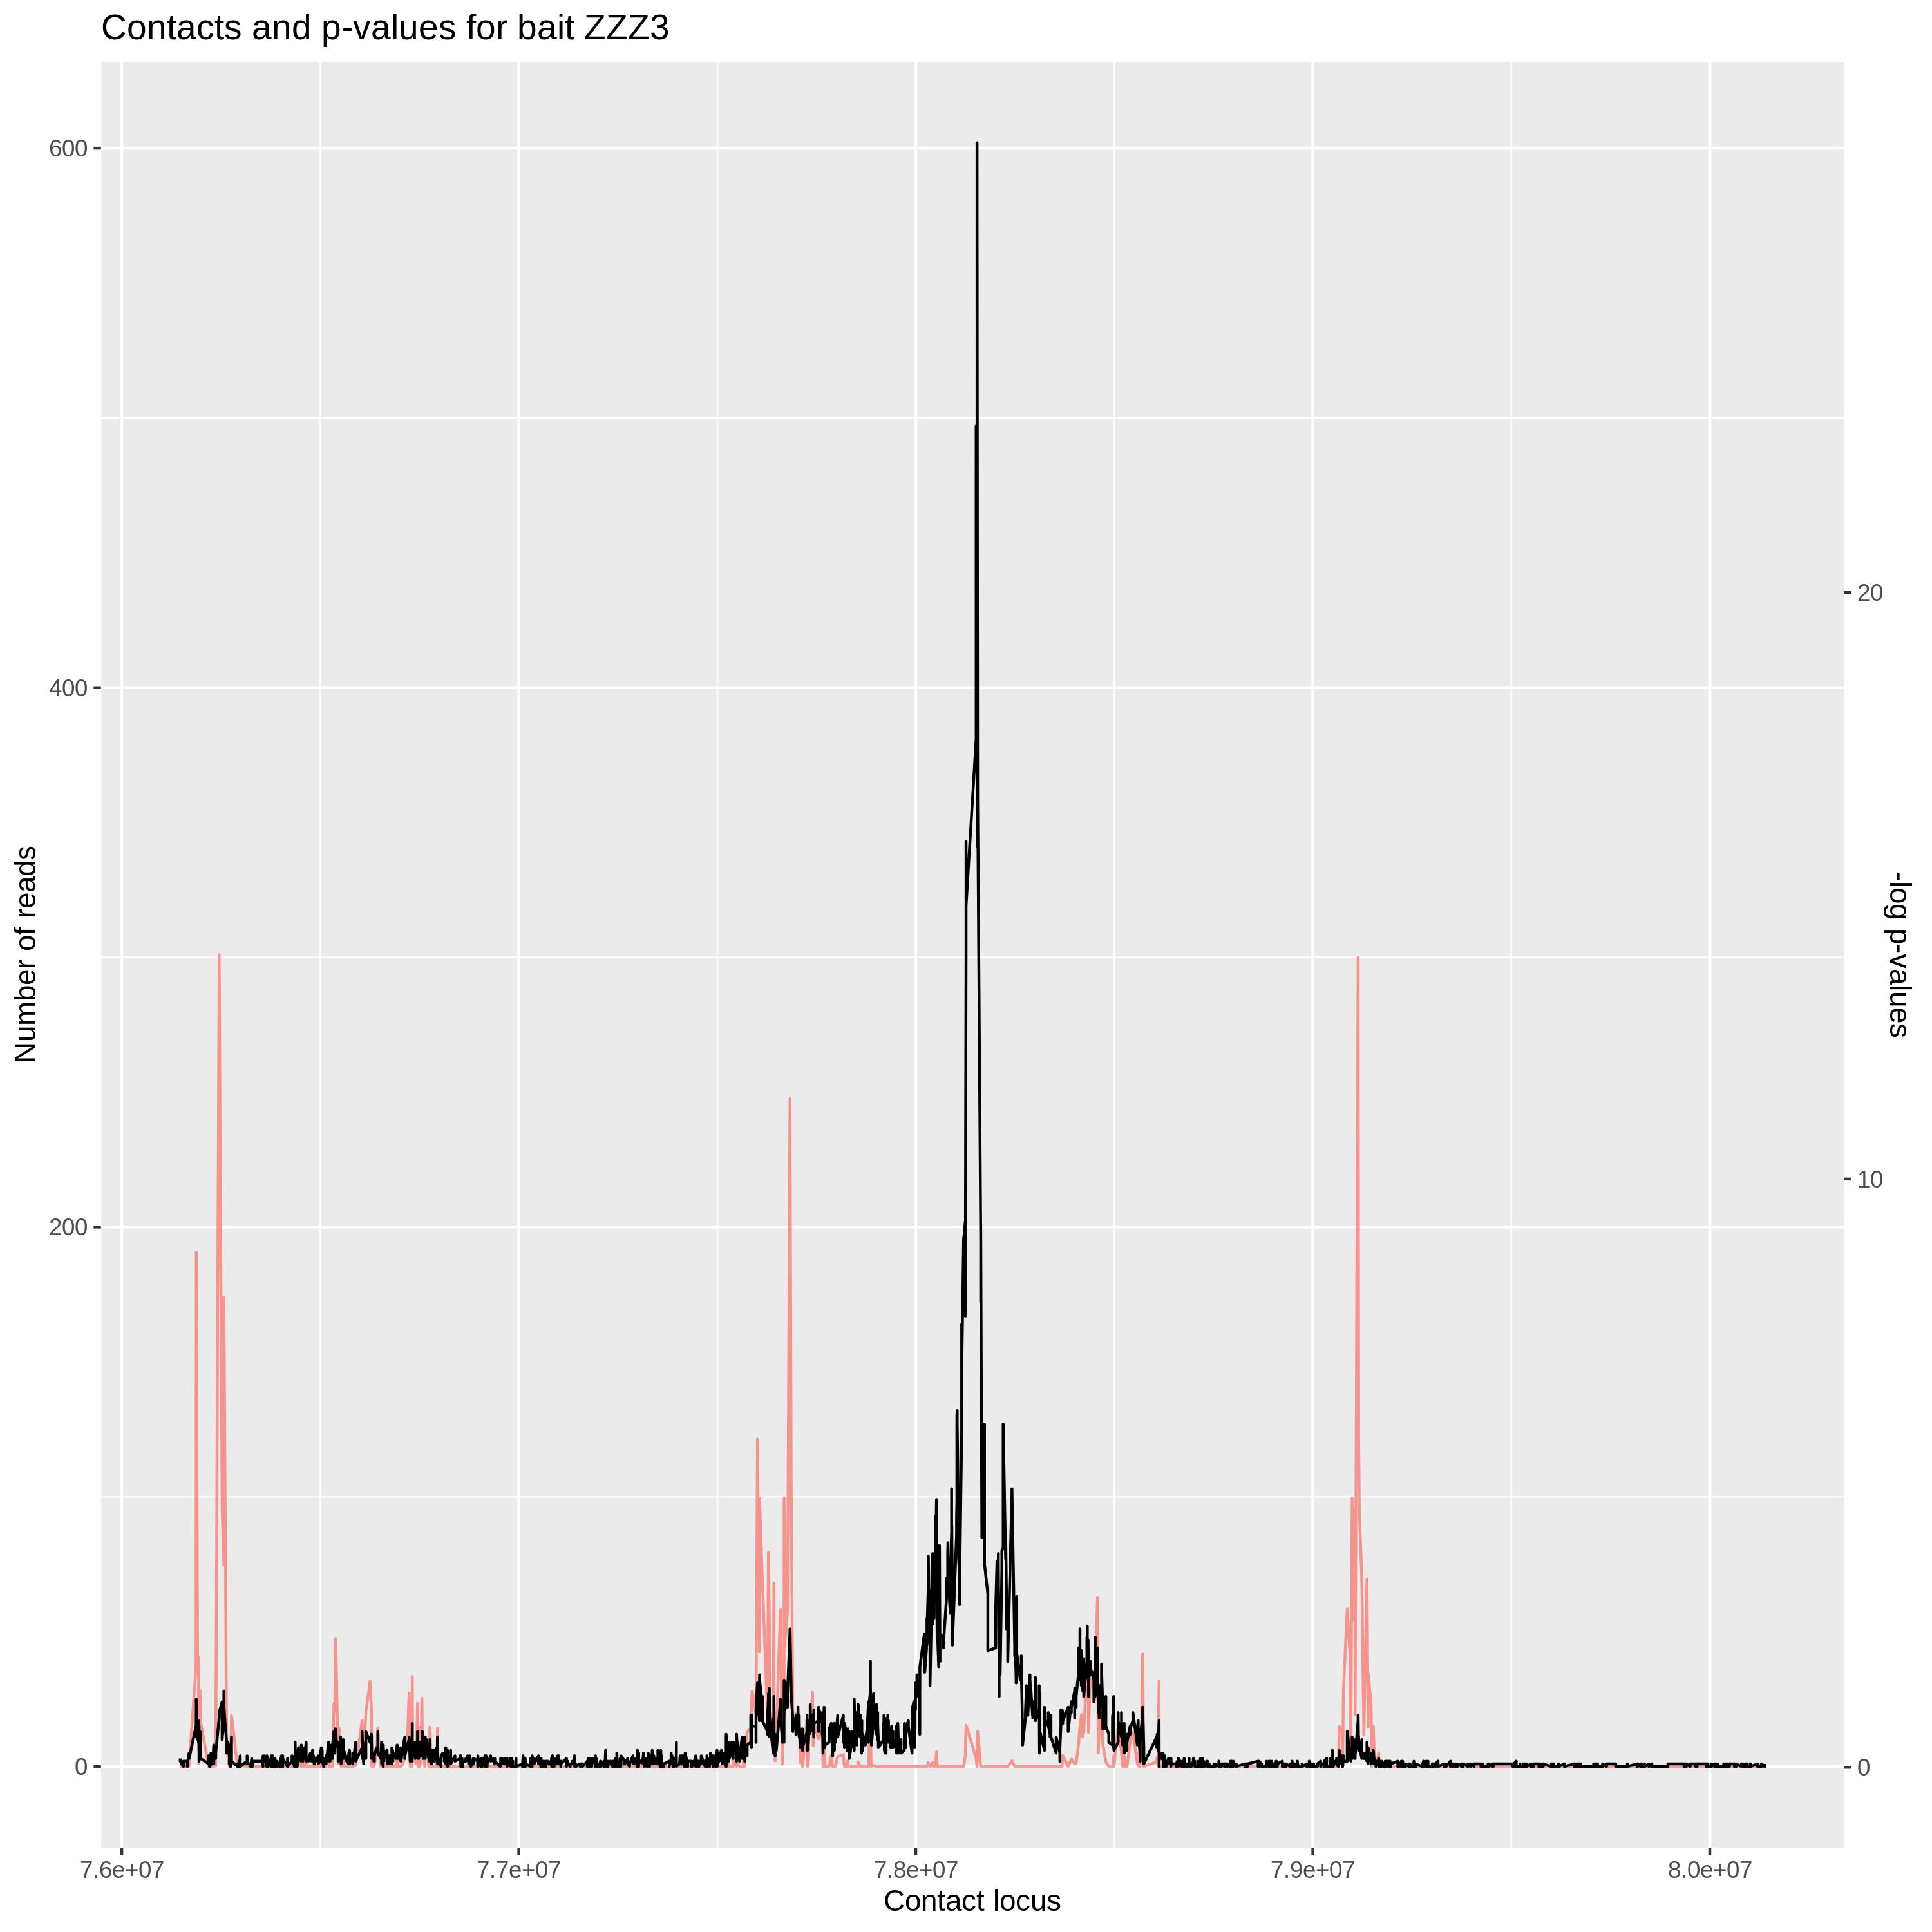 Contacts and p-values for bait ZZZ3
600
400
200
0
Number of reads
20
10
0
-log p-values
7.6e+07
7.7e+07
7.8e+07
7.9e+07
8.0e+07
Contact locus